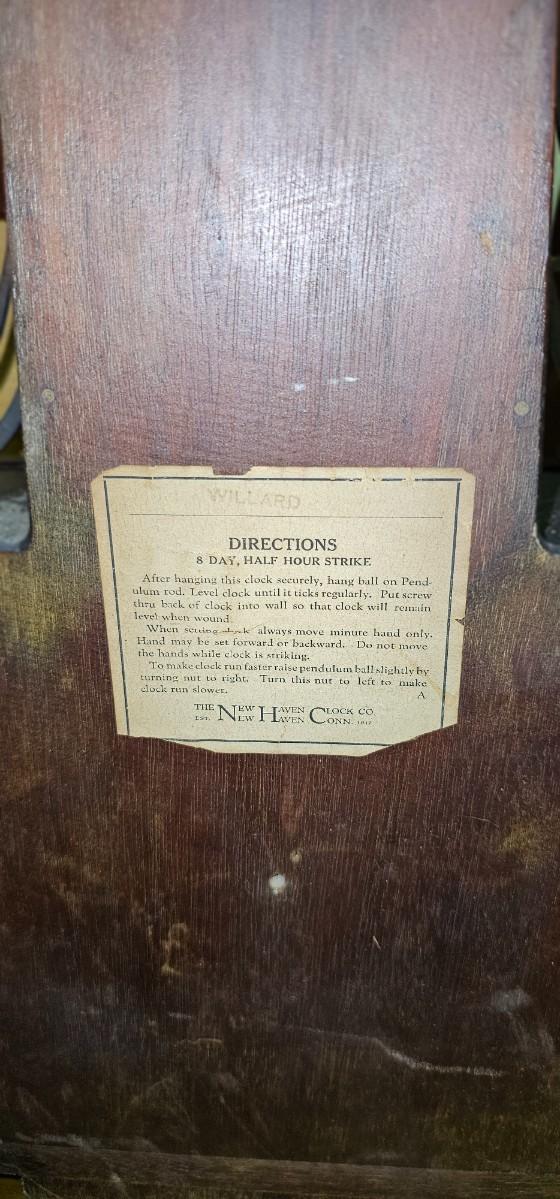 WILLARD
DIRECTIONS
8 DAY, HALF HOUR STRIKE
After hanging this clock securely, hang ball on Pend-
ulum rod. Level clock until it ticks regularly. Put screw
thru back of clock into wall so that clock will remain
level when wound.
When setting clock always move minute hand only.
Hand may be set forward or backward. Do not move
the hands while clock is striking.
To make clock run faster raise pendulum ball slightly by
turning nut to right. Turn this nut to left to make
clock run slower.
A
THE NEW HAVEN CLOCK CO.
EST. NEW HAVEN CONN. 1817